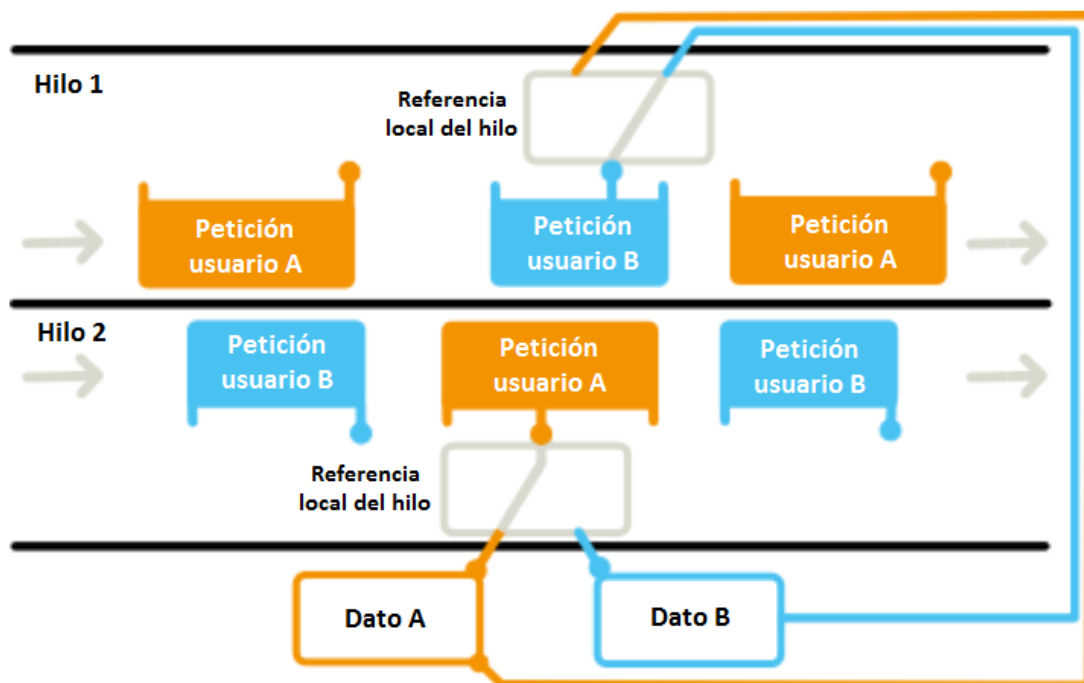 Hilo 1
Referencia
local del hilo
Petición
usuario A
Petición
usuario B
Petición
usuario A
Hilo 2
Petición
usuario B
Petición
usuario A
Petición
usuario B
Referencia
local del hilo
Dato A
Dato B